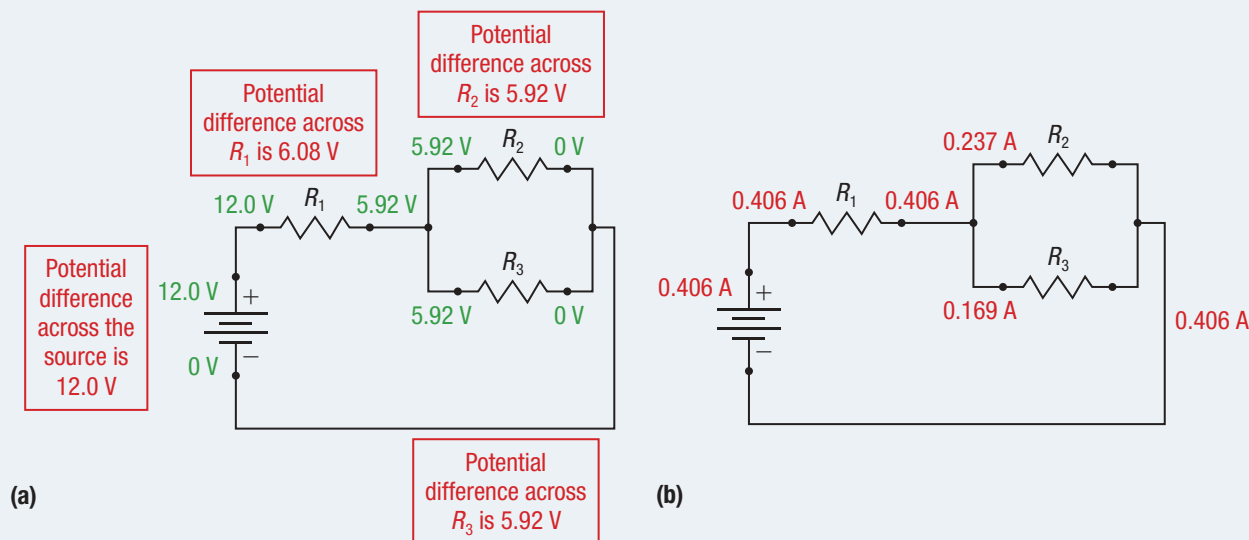 Potential
difference across
R₂ is 5.92 V
Potential
difference across
R₁ is 6.08 V
5.92 V
R₂
0 V
12.0 V
R₁
5.92 V
R₃
5.92 V
0 V
Potential
difference
across the
source is
12.0 V
12.0 V
+
−
0 V
Potential
difference across
R₃ is 5.92 V
(a)
0.237 A
R₂
0.406 A
R₁
0.406 A
R₃
0.169 A
0.406 A
+
−
0.406 A
(b)